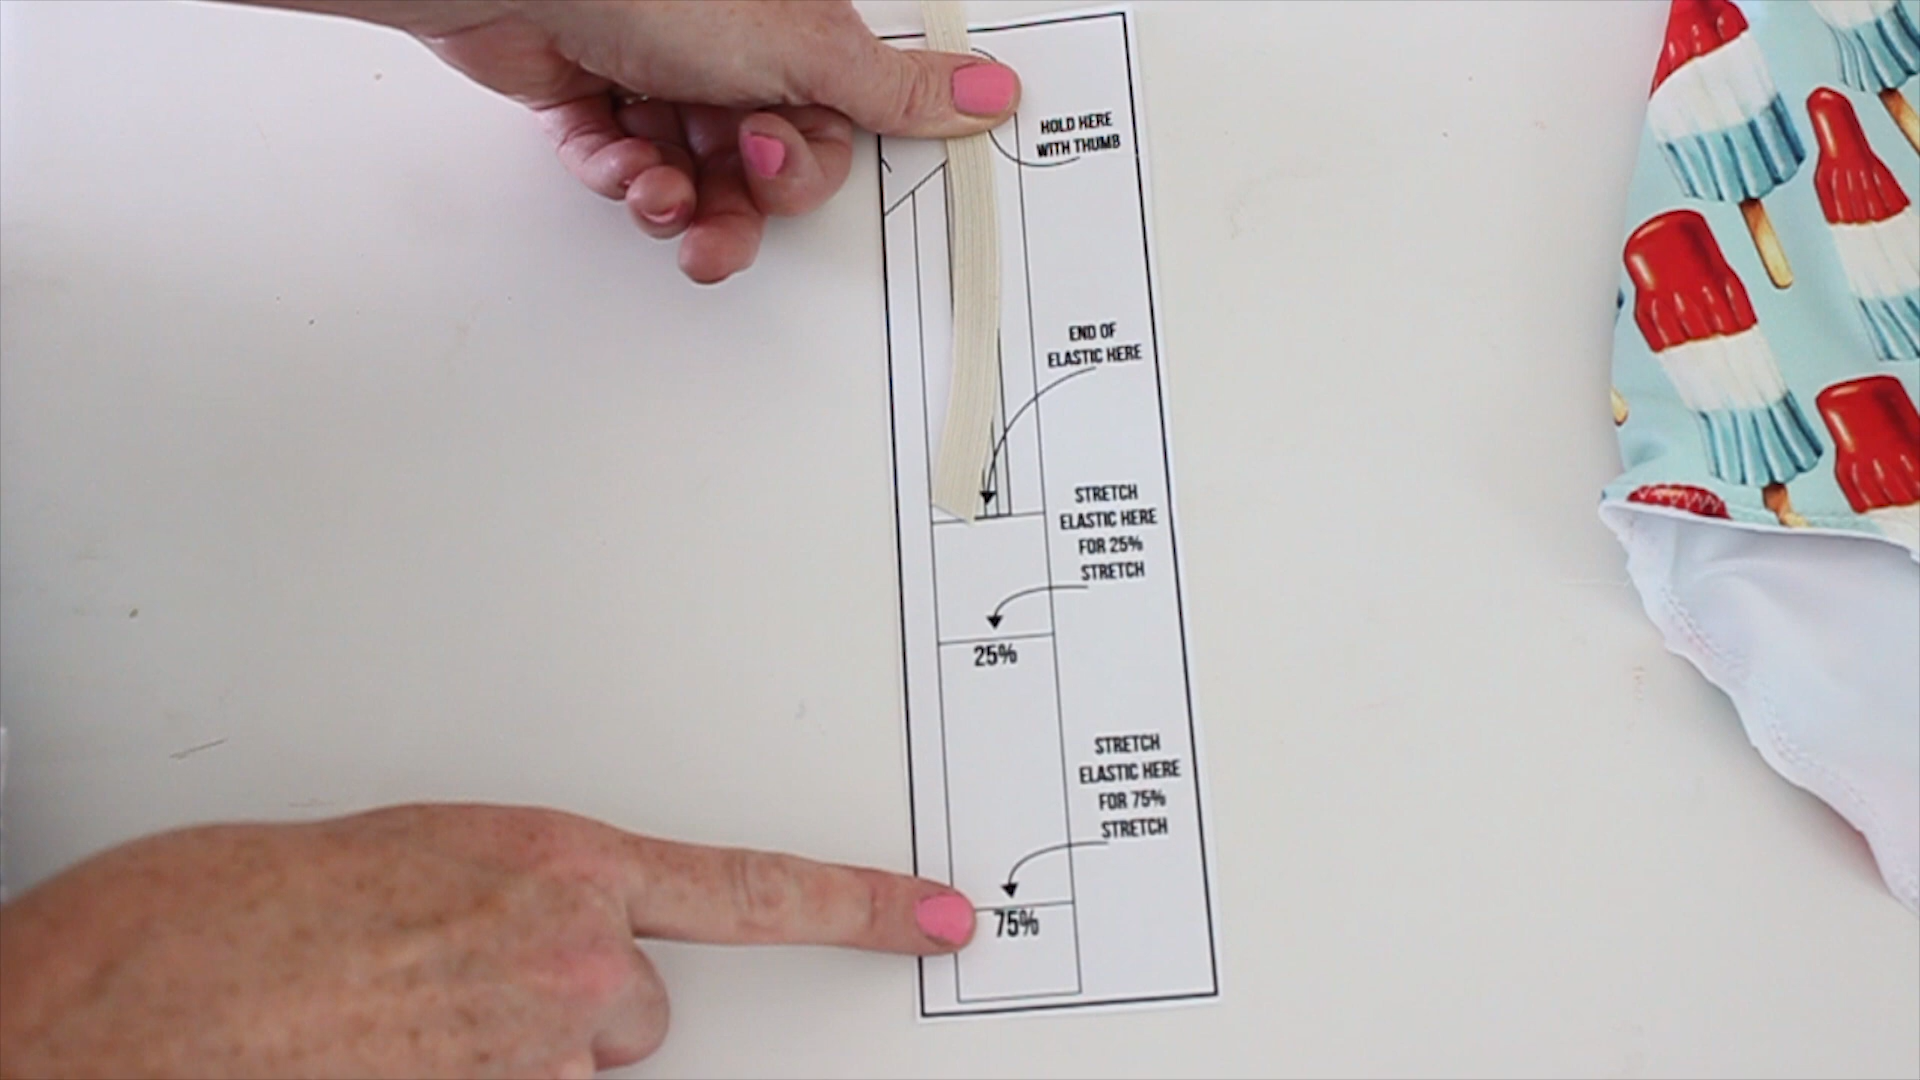 HOLD HERE
WITH THUMB
END OF
ELASTIC HERE
STRETCH
ELASTIC HERE
FOR 25%
STRETCH
25%
STRETCH
ELASTIC HERE
FOR 75%
STRETCH
75%